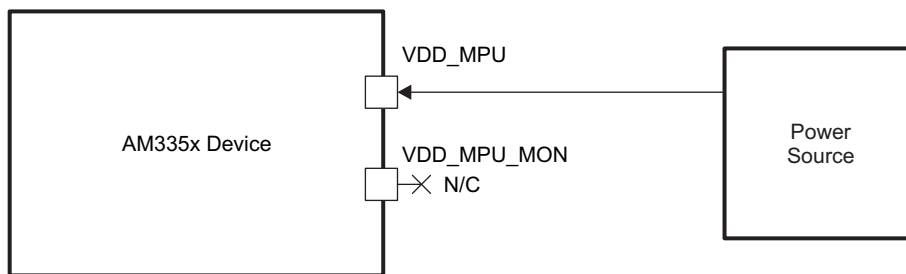 VDD_MPU
AM335x Device
Power
Source
VDD_MPU_MON
N/C